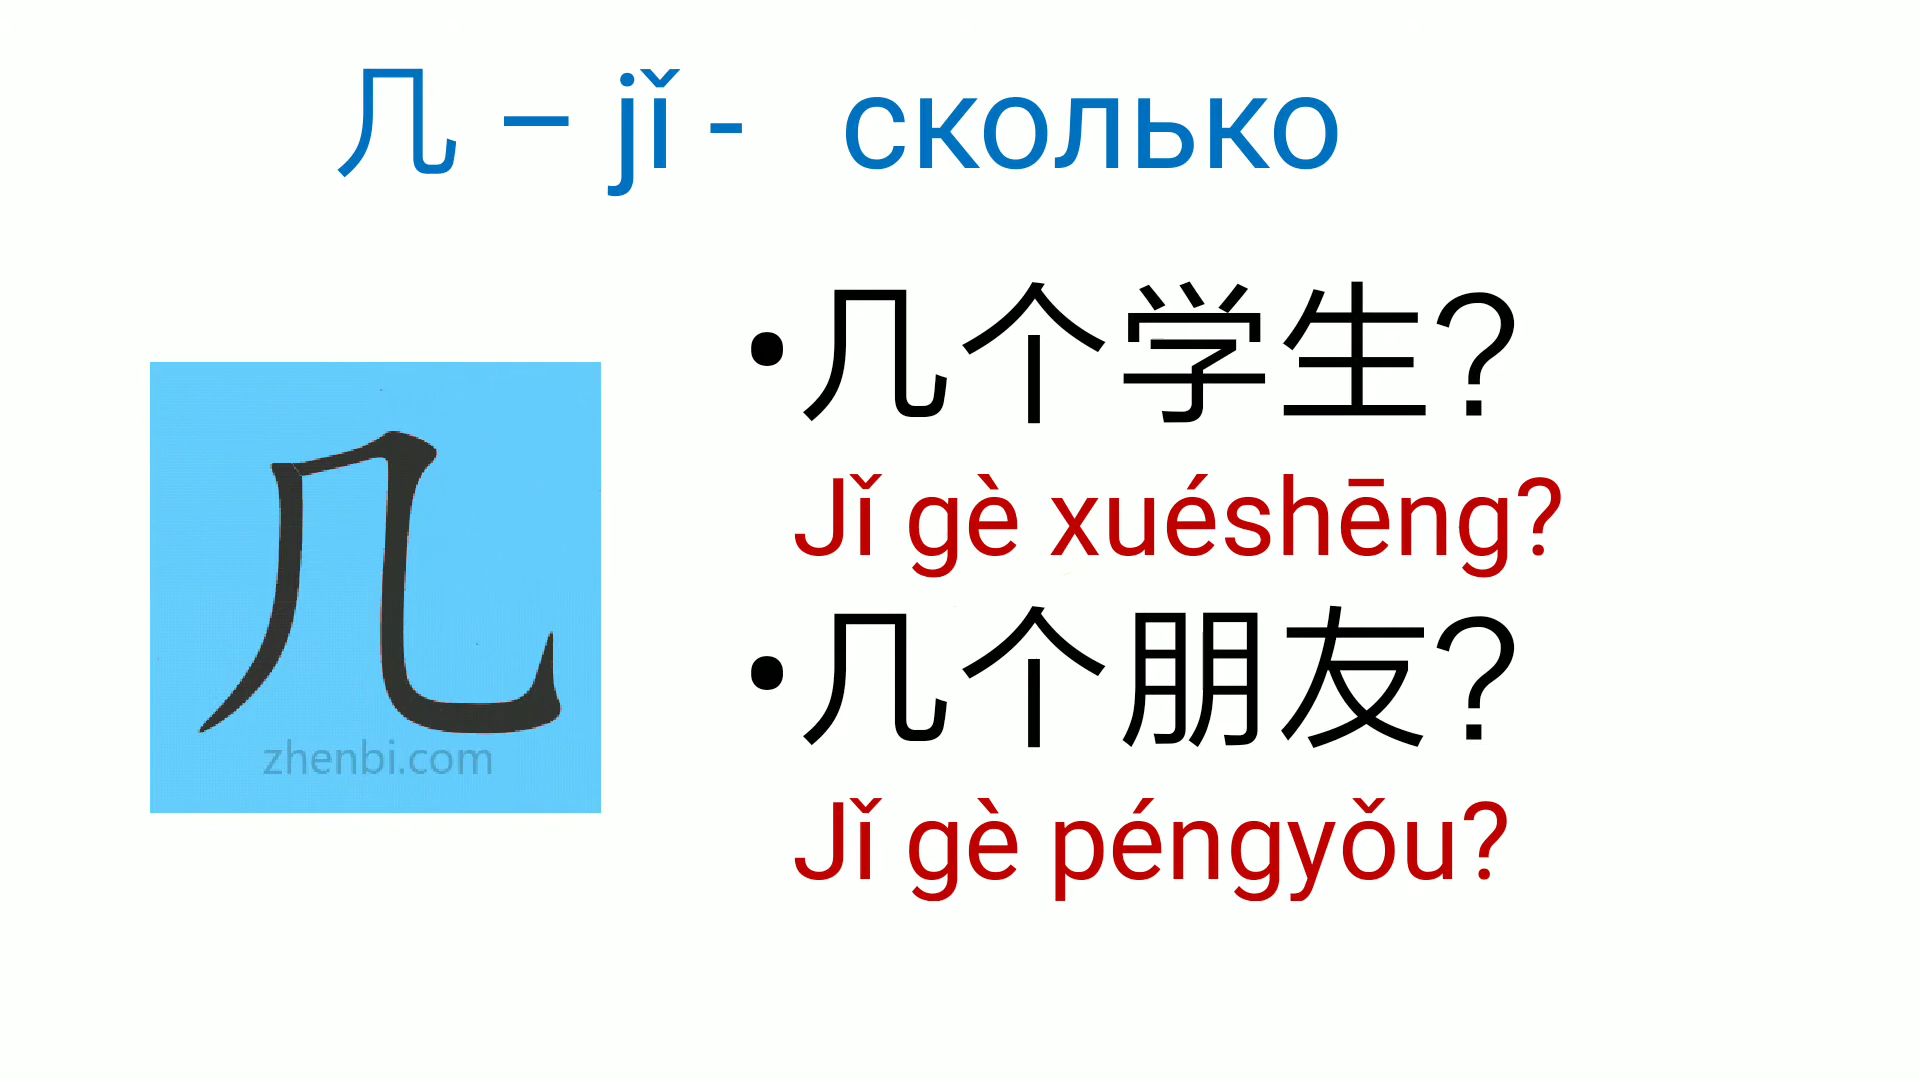 几 – jǐ - сколько
•几个学生?
Jǐ gè xuéshēng?
•几个朋友?
Jǐ gè péngyǒu?
几
zhenbi.com